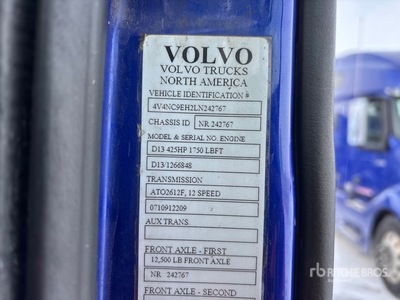 VOLVO
VOLVO TRUCKS
NORTH AMERICA
VEHICLE IDENTIFICATION #
4V4NC9EH2LN242767
CHASSIS ID
NR 242767
MODEL & SERIAL NO. ENGINE
D13 425HP 1750 LBFT
D13/1266848
TRANSMISSION
ATO2612F, 12 SPEED
0710912209
AUX TRANS.
FRONT AXLE - FIRST
12,500 LB FRONT AXLE
NR 242767
FRONT AXLE - SECOND
rb RITCHIE BROS